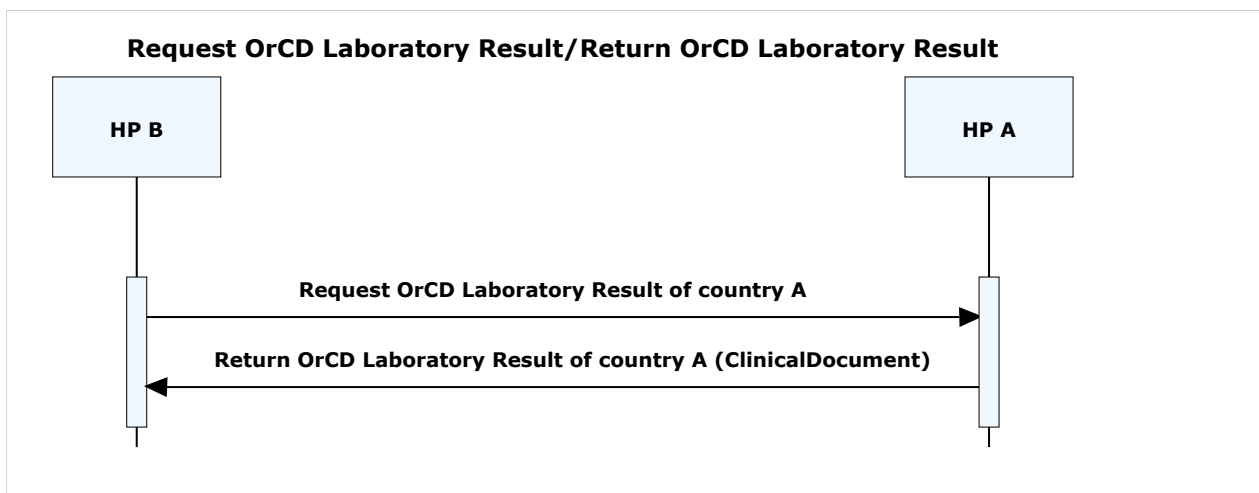 Request OrCD Laboratory Result/Return OrCD Laboratory Result
HP B
HP A
Request OrCD Laboratory Result of country A
Return OrCD Laboratory Result of country A (ClinicalDocument)